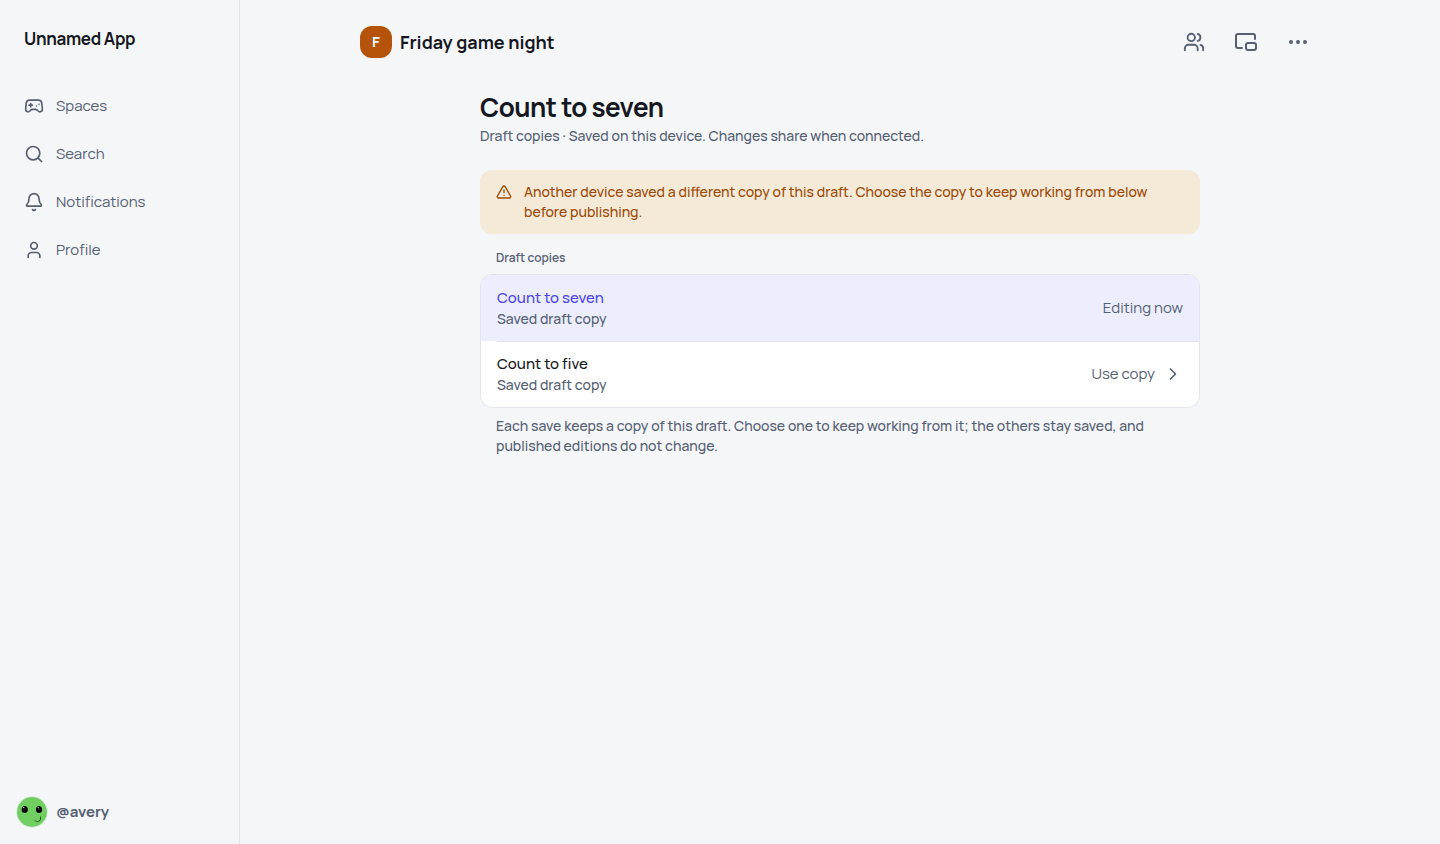 Unnamed App
Spaces
Search
Notifications
Profile
@avery
F
Friday game night
Count to seven
Draft copies · Saved on this device. Changes share when connected.
Another device saved a different copy of this draft. Choose the copy to keep working from below
before publishing.
Draft copies
Count to seven
Saved draft copy
Editing now
Count to five
Saved draft copy
Use copy
Each save keeps a copy of this draft. Choose one to keep working from it; the others stay saved, and
published editions do not change.